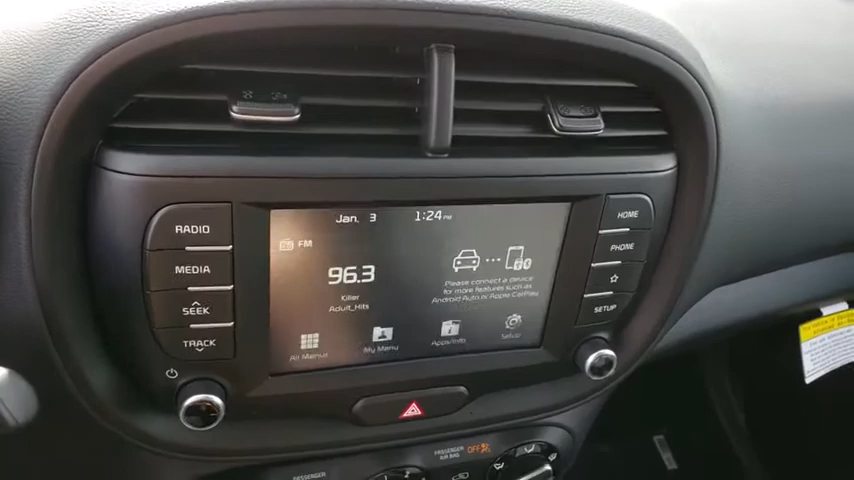 RADIO
MEDIA
SEEK
TRACK
Jan. 3 1:24 PM
FM
96.3
Killer
Adult_Hits
Please connect a device
for more features such as
Android Auto or Apple CarPlay
All Menus
My Menu
Apps/Info
Setup
HOME
PHONE
SETUP
PASSENGER
AIR BAG
OFF
PASSENGER